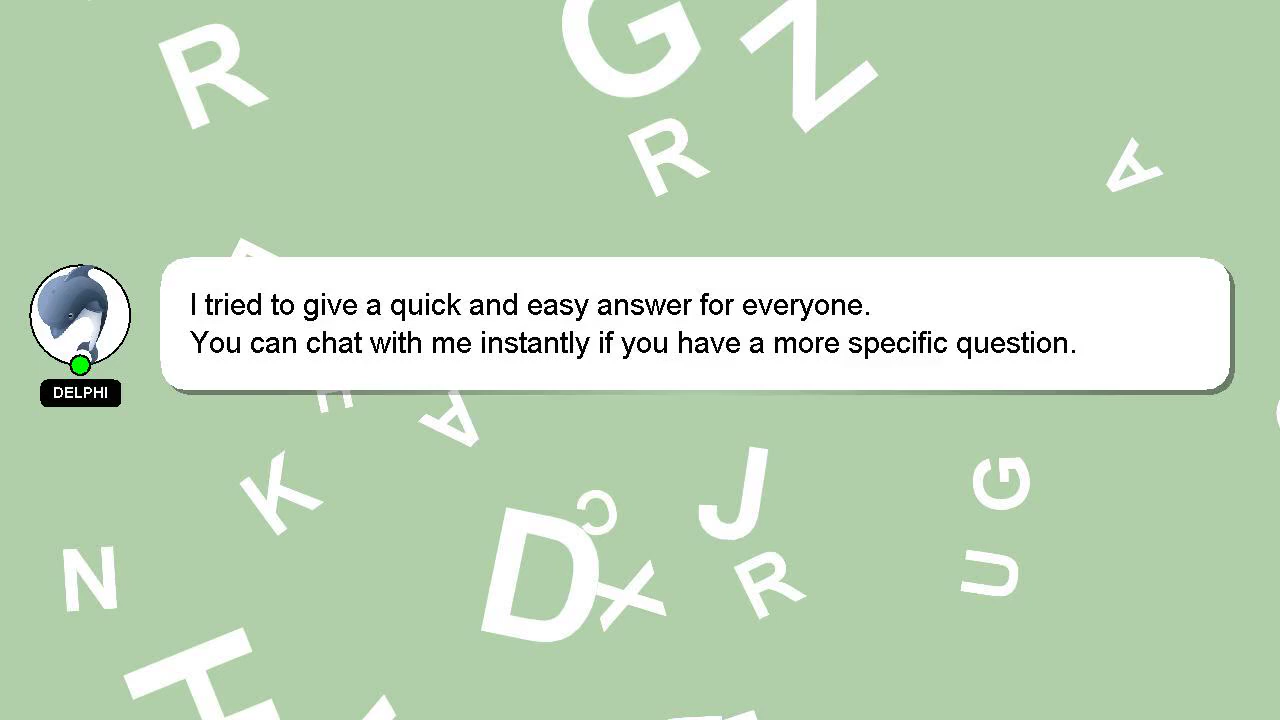 R
G
Z
R
A
I tried to give a quick and easy answer for everyone.
You can chat with me instantly if you have a more specific question.
DELPHI
A
K
J
G
D
C
N
X
R
U